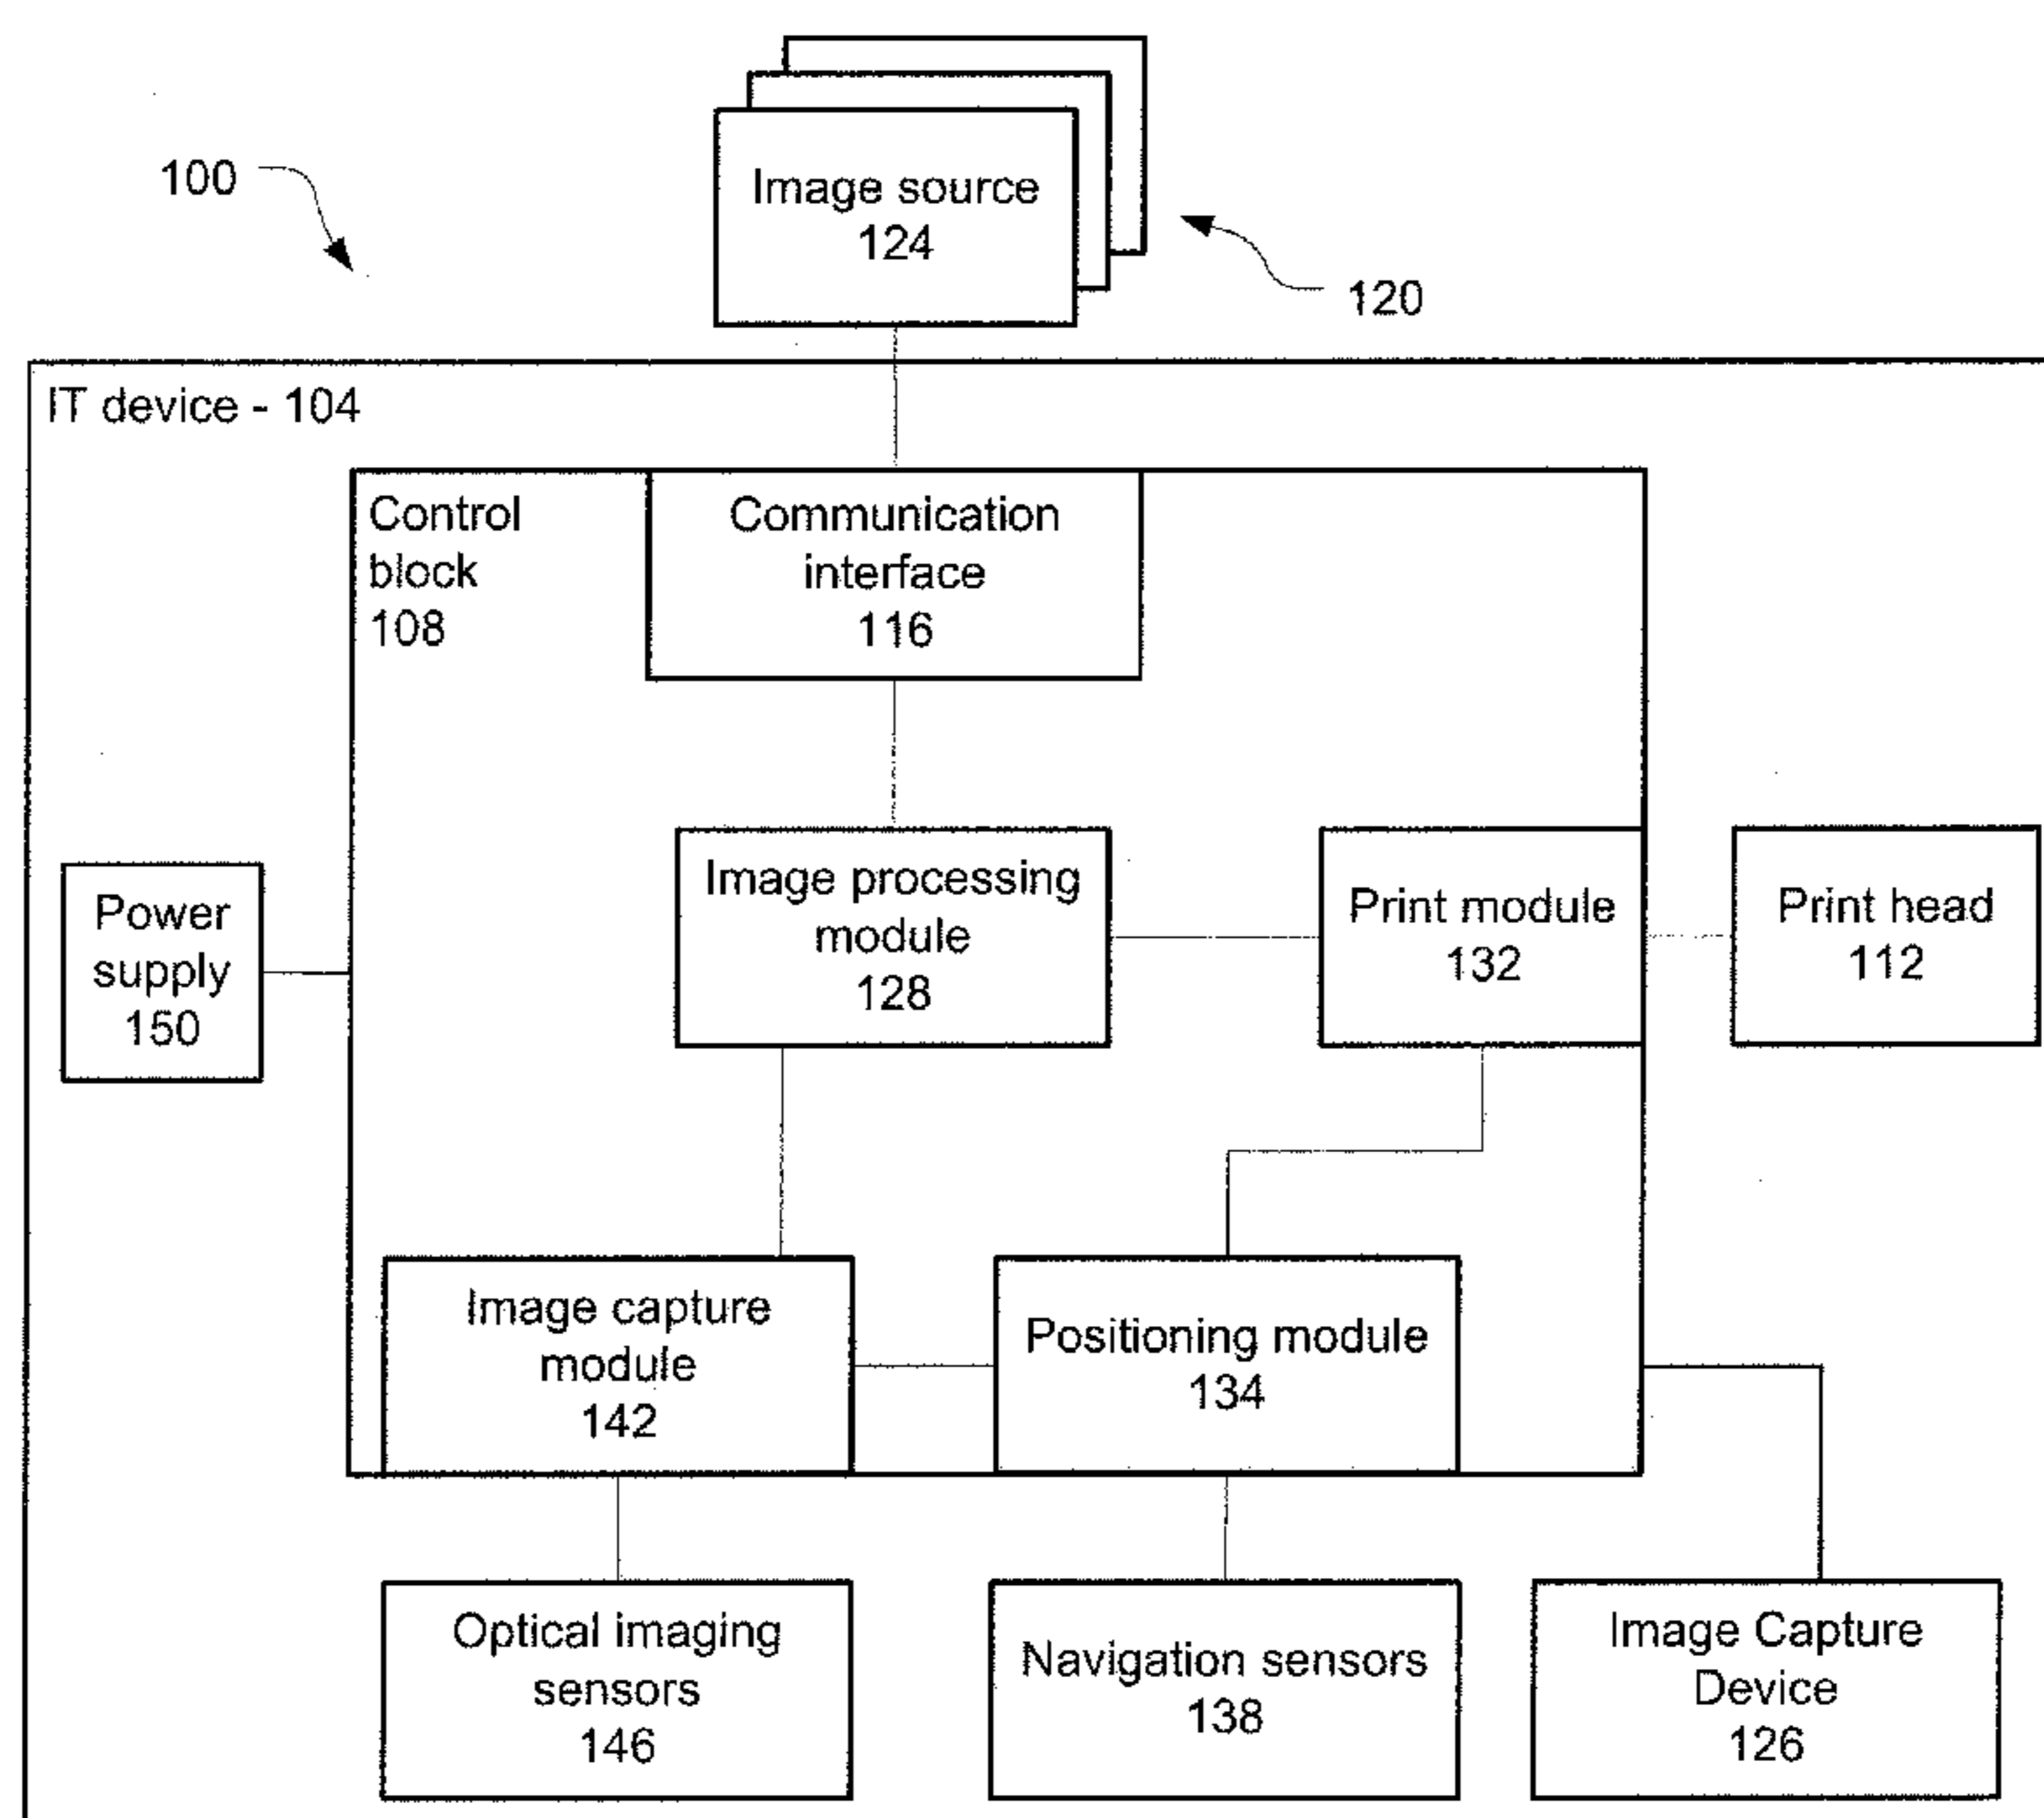 100
Image source
124
120
IT device - 104
Control
block
108
Communication
interface
116
Power
supply
150
Image processing
module
128
Print module
132
Print head
112
Image capture
module
142
Positioning module
134
Optical imaging
sensors
146
Navigation sensors
138
Image Capture
Device
126